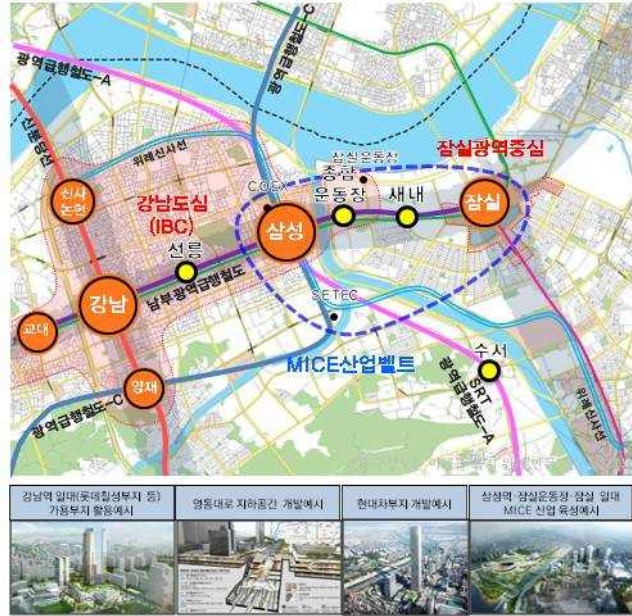 광역급행철도-A
광역급행철도-C
신분당선
위례신사선
잠실운동장
잠실광역중심
C.O.EX
종합
운동장
새내
잠실
신사
논현
강남도심
(IBC)
선릉
삼성
강남
남부광역급행철도
SETEC
교대
MICE산업벨트
수서
양재
SRT
광역급행철도-A
광역급행철도-C
위례신사선
강남역 일대(롯데칠성부지 등)
가용부지 활용예시
영동대로 지하공간 개발예시
현대차부지 개발예시
삼성역·잠실운동장·잠실 일대
MICE 산업 육성예시